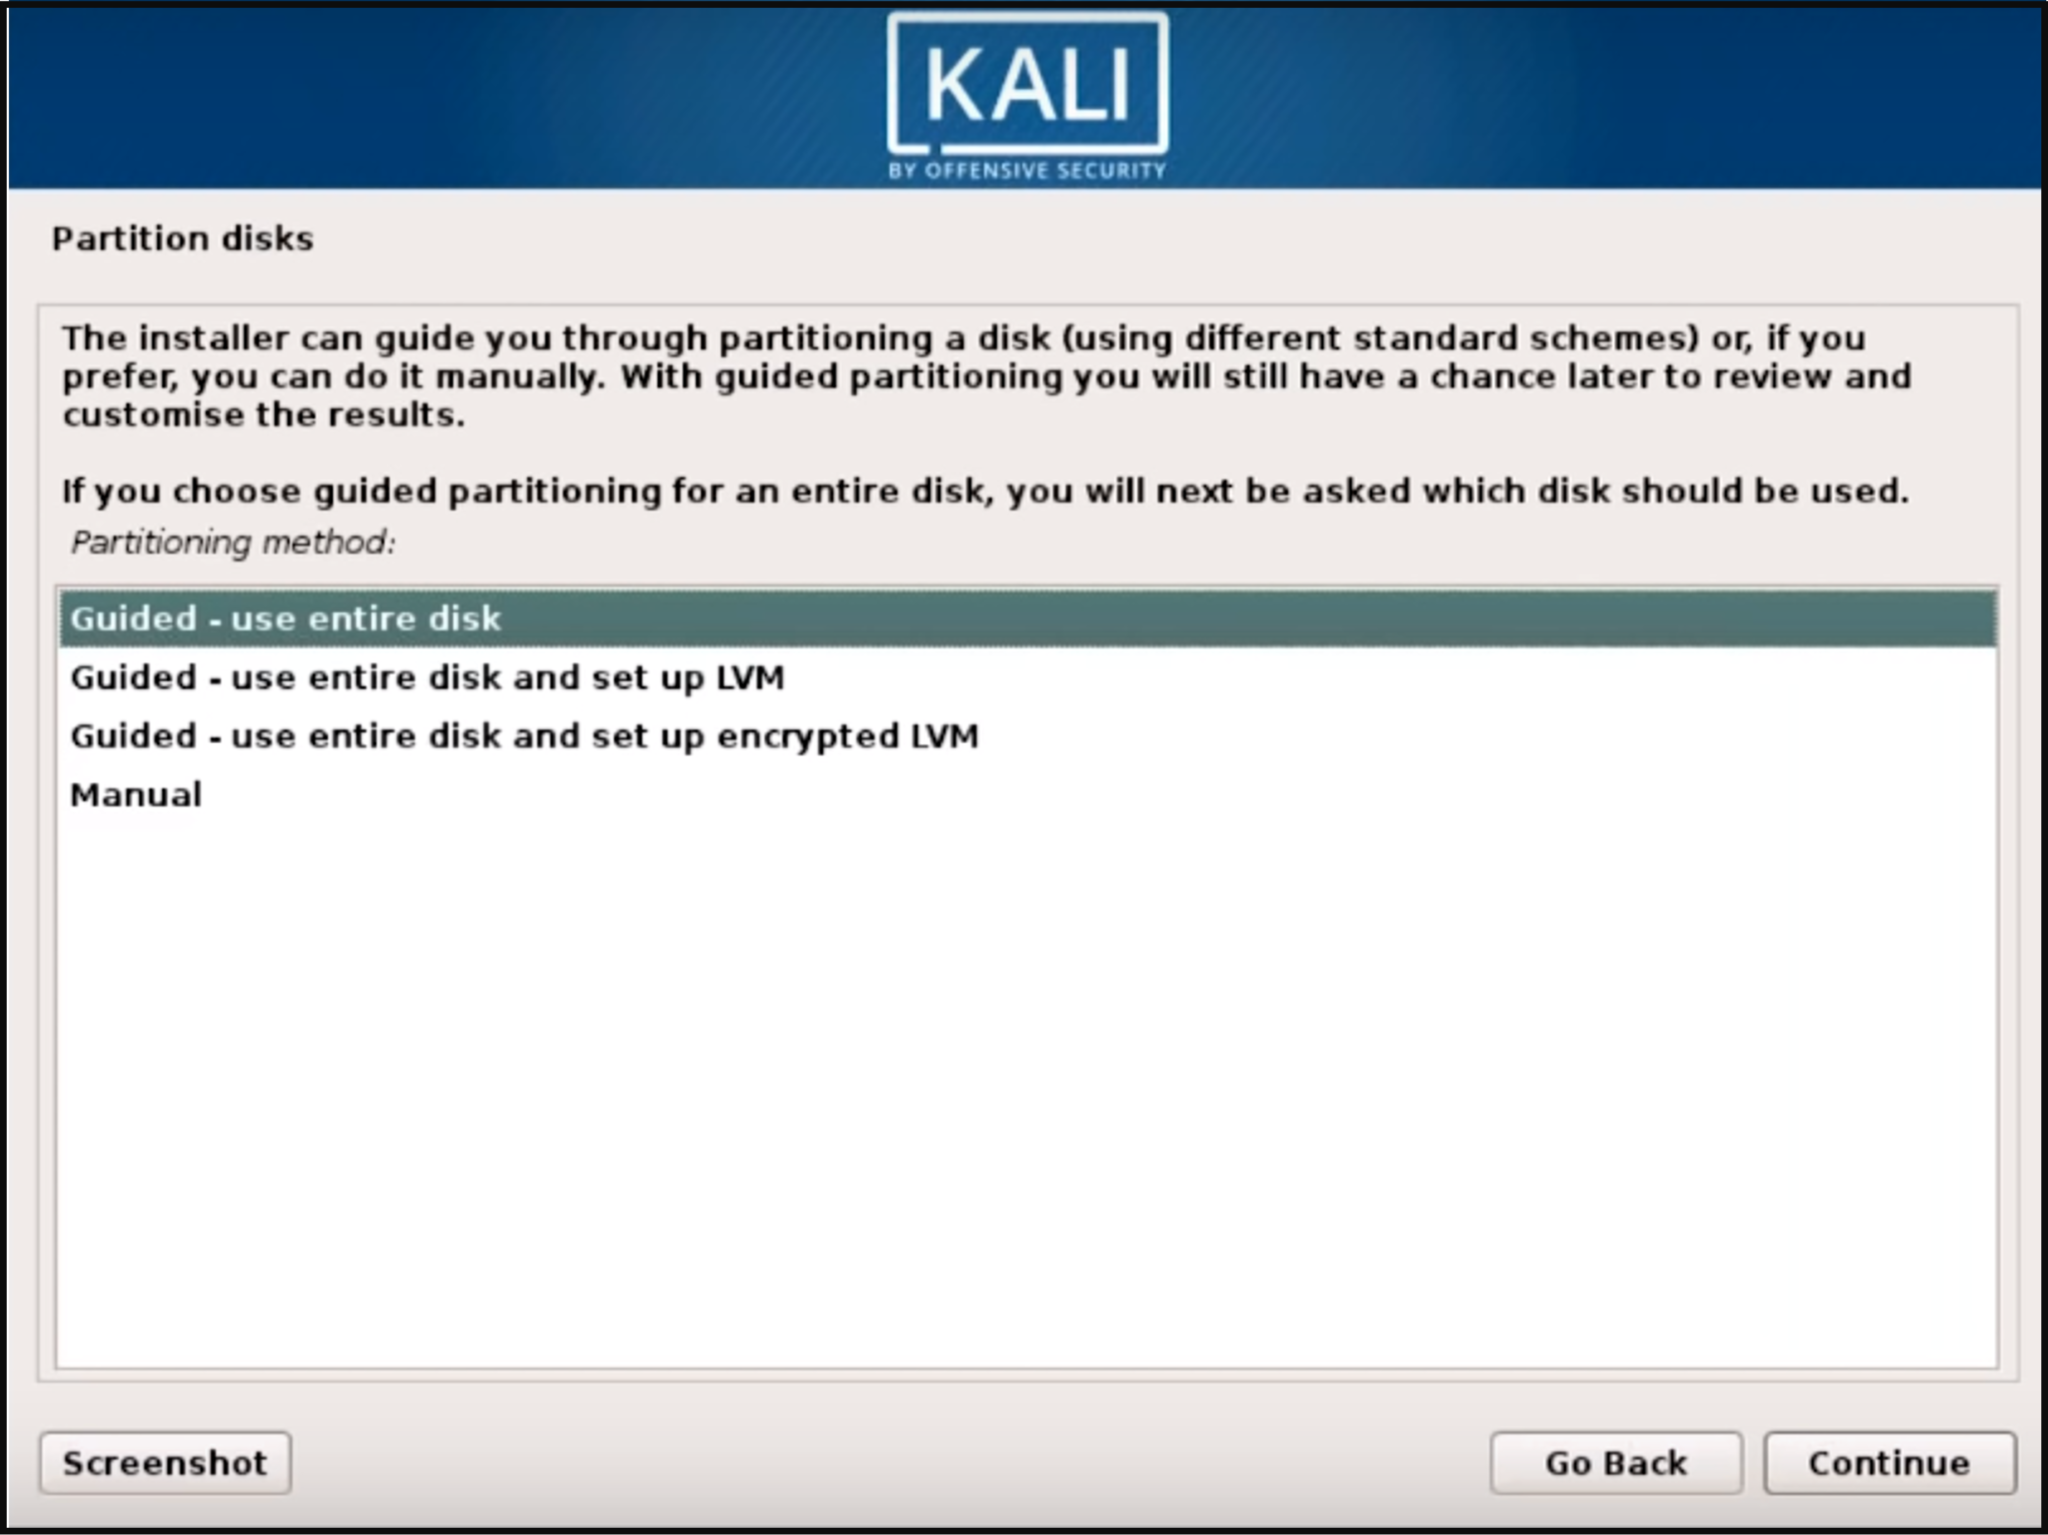 KALI
BY OFFENSIVE SECURITY
Partition disks
The installer can guide you through partitioning a disk (using different standard schemes) or, if you
prefer, you can do it manually. With guided partitioning you will still have a chance later to review and
customise the results.
If you choose guided partitioning for an entire disk, you will next be asked which disk should be used.
Partitioning method:
Guided - use entire disk
Guided - use entire disk and set up LVM
Guided - use entire disk and set up encrypted LVM
Manual
Screenshot
Go Back
Continue